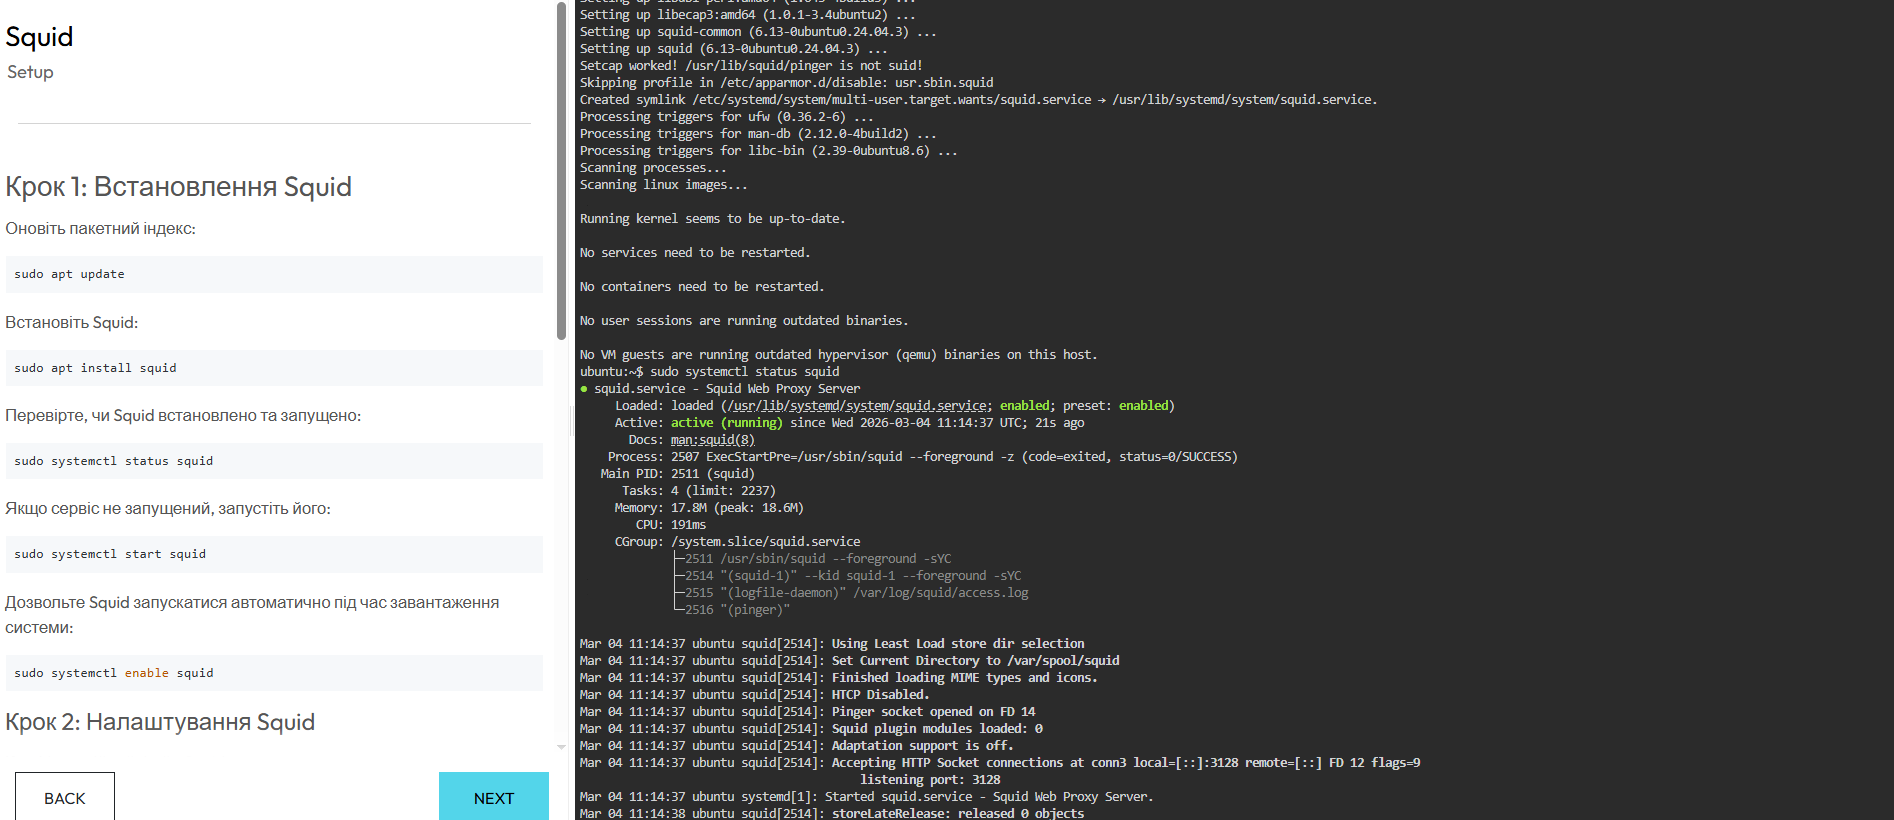 Squid
Setup
Крок 1: Встановлення Squid
Оновіть пакетний індекс:
sudo apt update
Встановіть Squid:
sudo apt install squid
Перевірте, чи Squid встановлено та запущено:
sudo systemctl status squid
Якщо сервіс не запущений, запустіть його:
sudo systemctl start squid
Дозвольте Squid запускатися автоматично під час завантаження
системи:
sudo systemctl enable squid
Крок 2: Налаштування Squid
BACK
NEXT
Setting up libecap3:amd64 (1.0.1-3.4ubuntu2) ...
Setting up squid-common (6.13-0ubuntu0.24.04.3) ...
Setting up squid (6.13-0ubuntu0.24.04.3) ...
Setcap worked! /usr/lib/squid/pinger is not suid!
Skipping profile in /etc/apparmor.d/disable: usr.sbin.squid
Created symlink /etc/systemd/system/multi-user.target.wants/squid.service → /usr/lib/systemd/system/squid.service.
Processing triggers for ufw (0.36.2-6) ...
Processing triggers for man-db (2.12.0-4build2) ...
Processing triggers for libc-bin (2.39-0ubuntu8.6) ...
Scanning processes...
Scanning linux images...
Running kernel seems to be up-to-date.
No services need to be restarted.
No containers need to be restarted.
No user sessions are running outdated binaries.
No VM guests are running outdated hypervisor (qemu) binaries on this host.
ubuntu:~$ sudo systemctl status squid
● squid.service - Squid Web Proxy Server
Loaded: loaded (/usr/lib/systemd/system/squid.service; enabled; preset: enabled)
Active: active (running) since Wed 2026-03-04 11:14:37 UTC; 21s ago
Docs: man:squid(8)
Process: 2507 ExecStartPre=/usr/sbin/squid --foreground -z (code=exited, status=0/SUCCESS)
Main PID: 2511 (squid)
Tasks: 4 (limit: 2237)
Memory: 17.8M (peak: 18.6M)
CPU: 191ms
CGroup: /system.slice/squid.service
├─2511 /usr/sbin/squid --foreground -sYC
├─2514 "(squid-1)" --kid squid-1 --foreground -sYC
├─2515 "(logfile-daemon)" /var/log/squid/access.log
└─2516 "(pinger)"
Mar 04 11:14:37 ubuntu squid[2514]: Using Least Load store dir selection
Mar 04 11:14:37 ubuntu squid[2514]: Set Current Directory to /var/spool/squid
Mar 04 11:14:37 ubuntu squid[2514]: Finished loading MIME types and icons.
Mar 04 11:14:37 ubuntu squid[2514]: HTCP Disabled.
Mar 04 11:14:37 ubuntu squid[2514]: Pinger socket opened on FD 14
Mar 04 11:14:37 ubuntu squid[2514]: Squid plugin modules loaded: 0
Mar 04 11:14:37 ubuntu squid[2514]: Adaptation support is off.
Mar 04 11:14:37 ubuntu squid[2514]: Accepting HTTP Socket connections at conn3 local=[::]:3128 remote=[::] FD 12 flags=9
listening port: 3128
Mar 04 11:14:37 ubuntu systemd[1]: Started squid.service - Squid Web Proxy Server.
Mar 04 11:14:38 ubuntu squid[2514]: storeLateRelease: released 0 objects